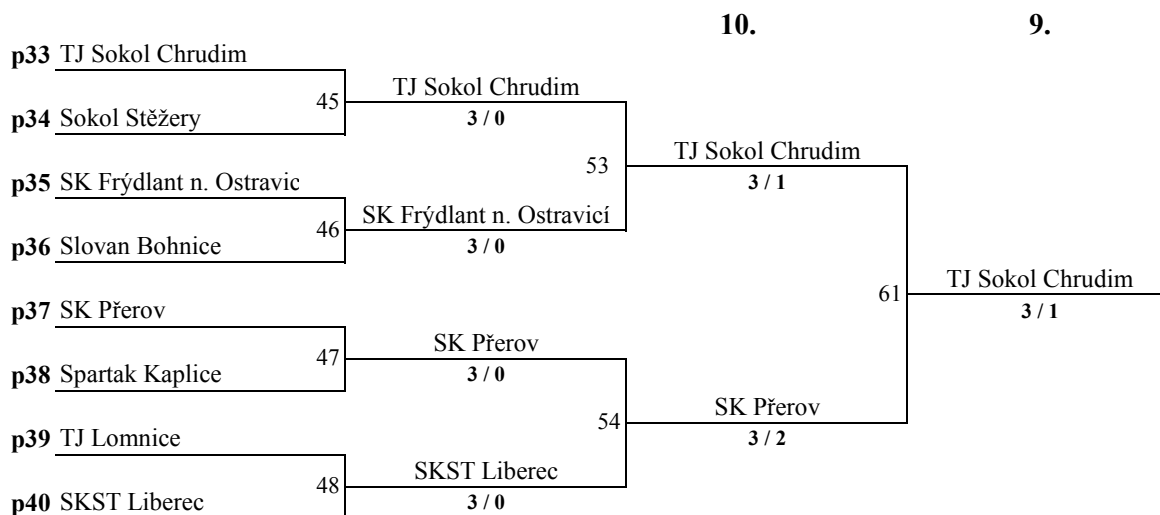 10. 9.
p33 TJ Sokol Chrudim
45 TJ Sokol Chrudim
p34 Sokol Stěžery
3 / 0
53 TJ Sokol Chrudim
3 / 1
p35 SK Frýdlant n. Ostravic
46 SK Frýdlant n. Ostravicí
p36 Slovan Bohnice
3 / 0
61 TJ Sokol Chrudim
3 / 1
p37 SK Přerov
47 SK Přerov
p38 Spartak Kaplice
3 / 0
54 SK Přerov
3 / 2
p39 TJ Lomnice
48 SKST Liberec
p40 SKST Liberec
3 / 0